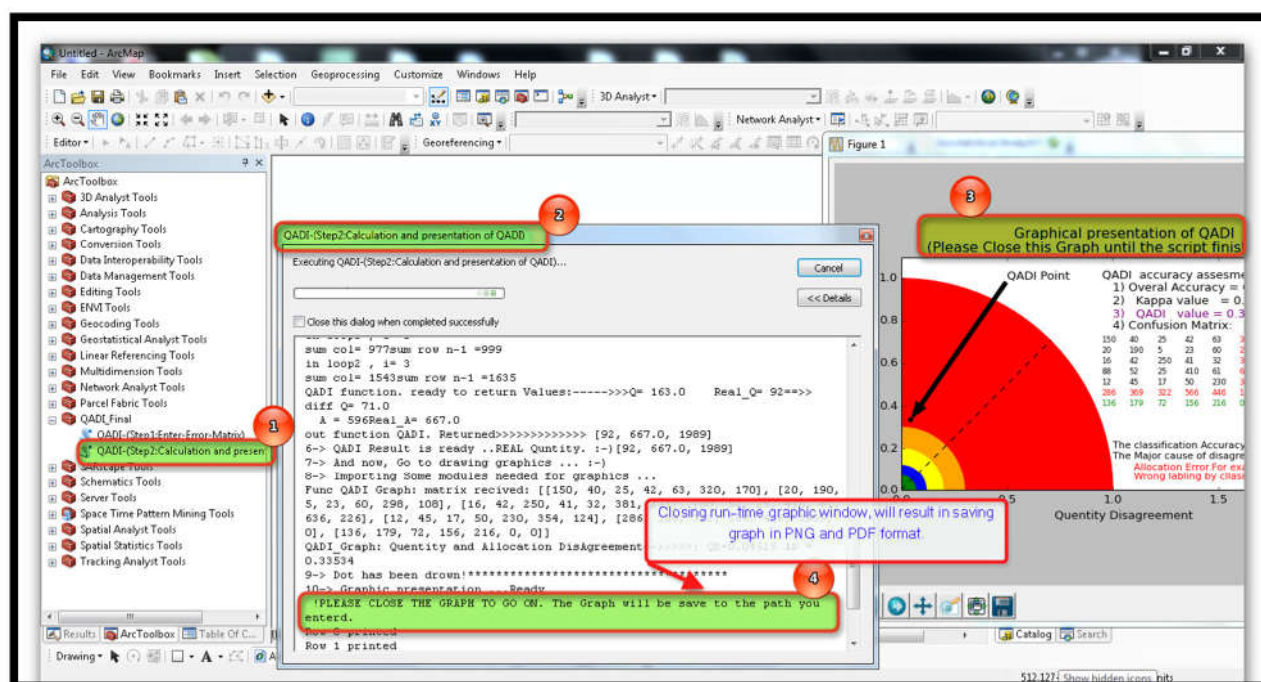 Untitled - ArcMap
File Edit View Bookmarks Insert Selection Geoprocessing Customize Windows Help
3D Analyst
Network Analyst
Editor
Georeferencing
Figure 1
ArcToolbox
ArcToolbox
3D Analyst Tools
Analysis Tools
Cartography Tools
Conversion Tools
Data Interoperability Tools
Data Management Tools
Editing Tools
ENVI Tools
Geocoding Tools
Geostatistical Analyst Tools
Linear Referencing Tools
Multidimension Tools
Network Analyst Tools
Parcel Fabric Tools
QADI_Final
QADI-(Step1:Enter-Error-Matrix)
QADI-(Step2:Calculation and presen
SARscape Tools
Schematics Tools
Server Tools
Space Time Pattern Mining Tools
Spatial Analyst Tools
Spatial Statistics Tools
Tracking Analyst Tools
1
2
QADI-(Step2:Calculation and presentation of QADI)
Executing QADI-(Step2:Calculation and presentation of QADI)...
Cancel
<< Details
Close this dialog when completed successfully
sum col= 977sum row n-1 =999
in loop2 , i= 3
sum col= 1543sum row n-1 =1635
QADI function. ready to return Values:----->>>Q= 163.0 Real_Q= 92==>>
diff Q= 71.0
A = 596Real_A= 667.0
out function QADI. Returned>>>>>>>>>>>>> [92, 667.0, 1989]
6-> QADI Result is ready ..REAL Quntity. :-)[92, 667.0, 1989]
7-> And now, Go to drawing graphics ... :-)
8-> Importing Some modules needed for graphics ...
Func QADI Graph: matrix recived: [[150, 40, 25, 42, 63, 320, 170], [20, 190,
5, 23, 60, 298, 108], [16, 42, 250, 41, 32, 381,
636, 226], [12, 45, 17, 50, 230, 354, 124], [286
0], [136, 179, 72, 156, 216, 0, 0]]
QADI_Graph: Quentity and Allocation DisAgreement
0.33534
9-> Dot has been drown!************************************
10-> Graphic presentation ...Ready
!PLEASE CLOSE THE GRAPH TO GO ON. The Graph will be save to the path you
enterd.
Row 0 printed
Row 1 printed
Closing run-time graphic window, will result in saving
graph in PNG and PDF format.
4
3
Graphical presentation of QADI
(Please Close this Graph until the script finis
QADI Point
QADI accuracy assesme
1) Overal Accuracy =
2) Kappa value = 0.
3) QADI value = 0.3
4) Confusion Matrix:
150 40 25 42 63
20 190 5 23 60
16 42 250 41 32
88 52 25 410 61
12 45 17 50 230
286 369 322 566 446
136 179 72 156 216
1.0
0.8
0.6
0.4
0.2
0.0
0.5
1.0
1.5
Quentity Disagreement
The classification Accuracy
The Major cause of disagre
Allocation Error For exa
Wrong labling by cllasi
Results
ArcToolbox
Table Of C...
Catalog
Search
Drawing
A
512.127
Show hidden icons
nits